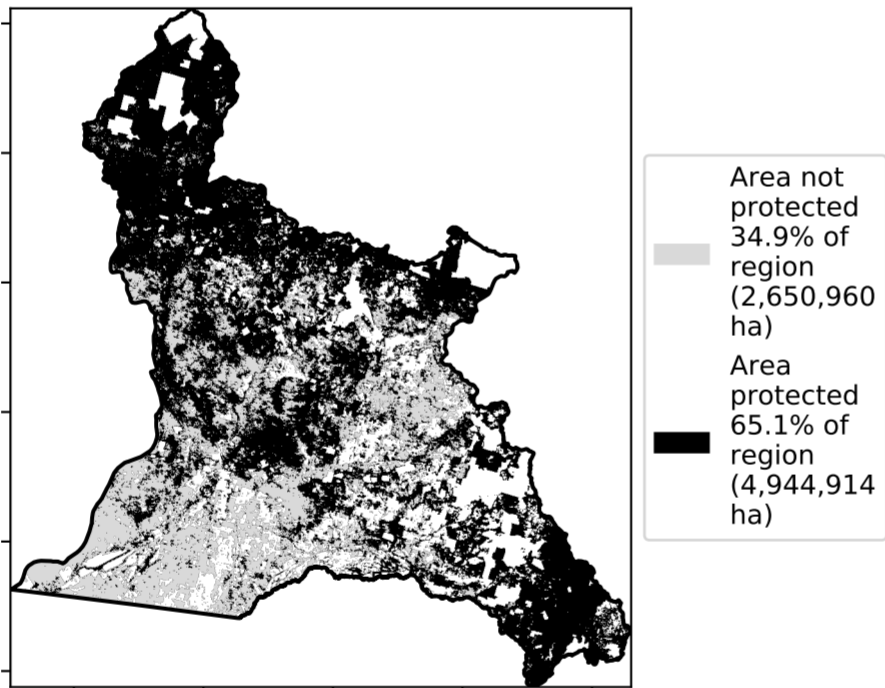 Area not
protected
34.9% of
region
(2,650,960
ha)
Area
protected
65.1% of
region
(4,944,914
ha)